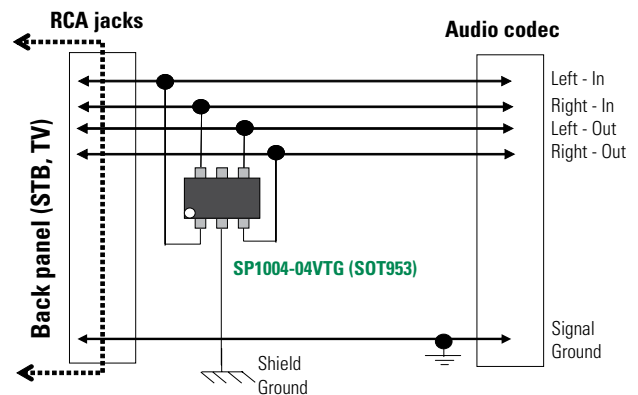 RCA jacks
Audio codec
Left - In
Right - In
Left - Out
Right - Out
Back panel (STB, TV)
SP1004-04VTG (SOT953)
Signal
Ground
Shield
Ground